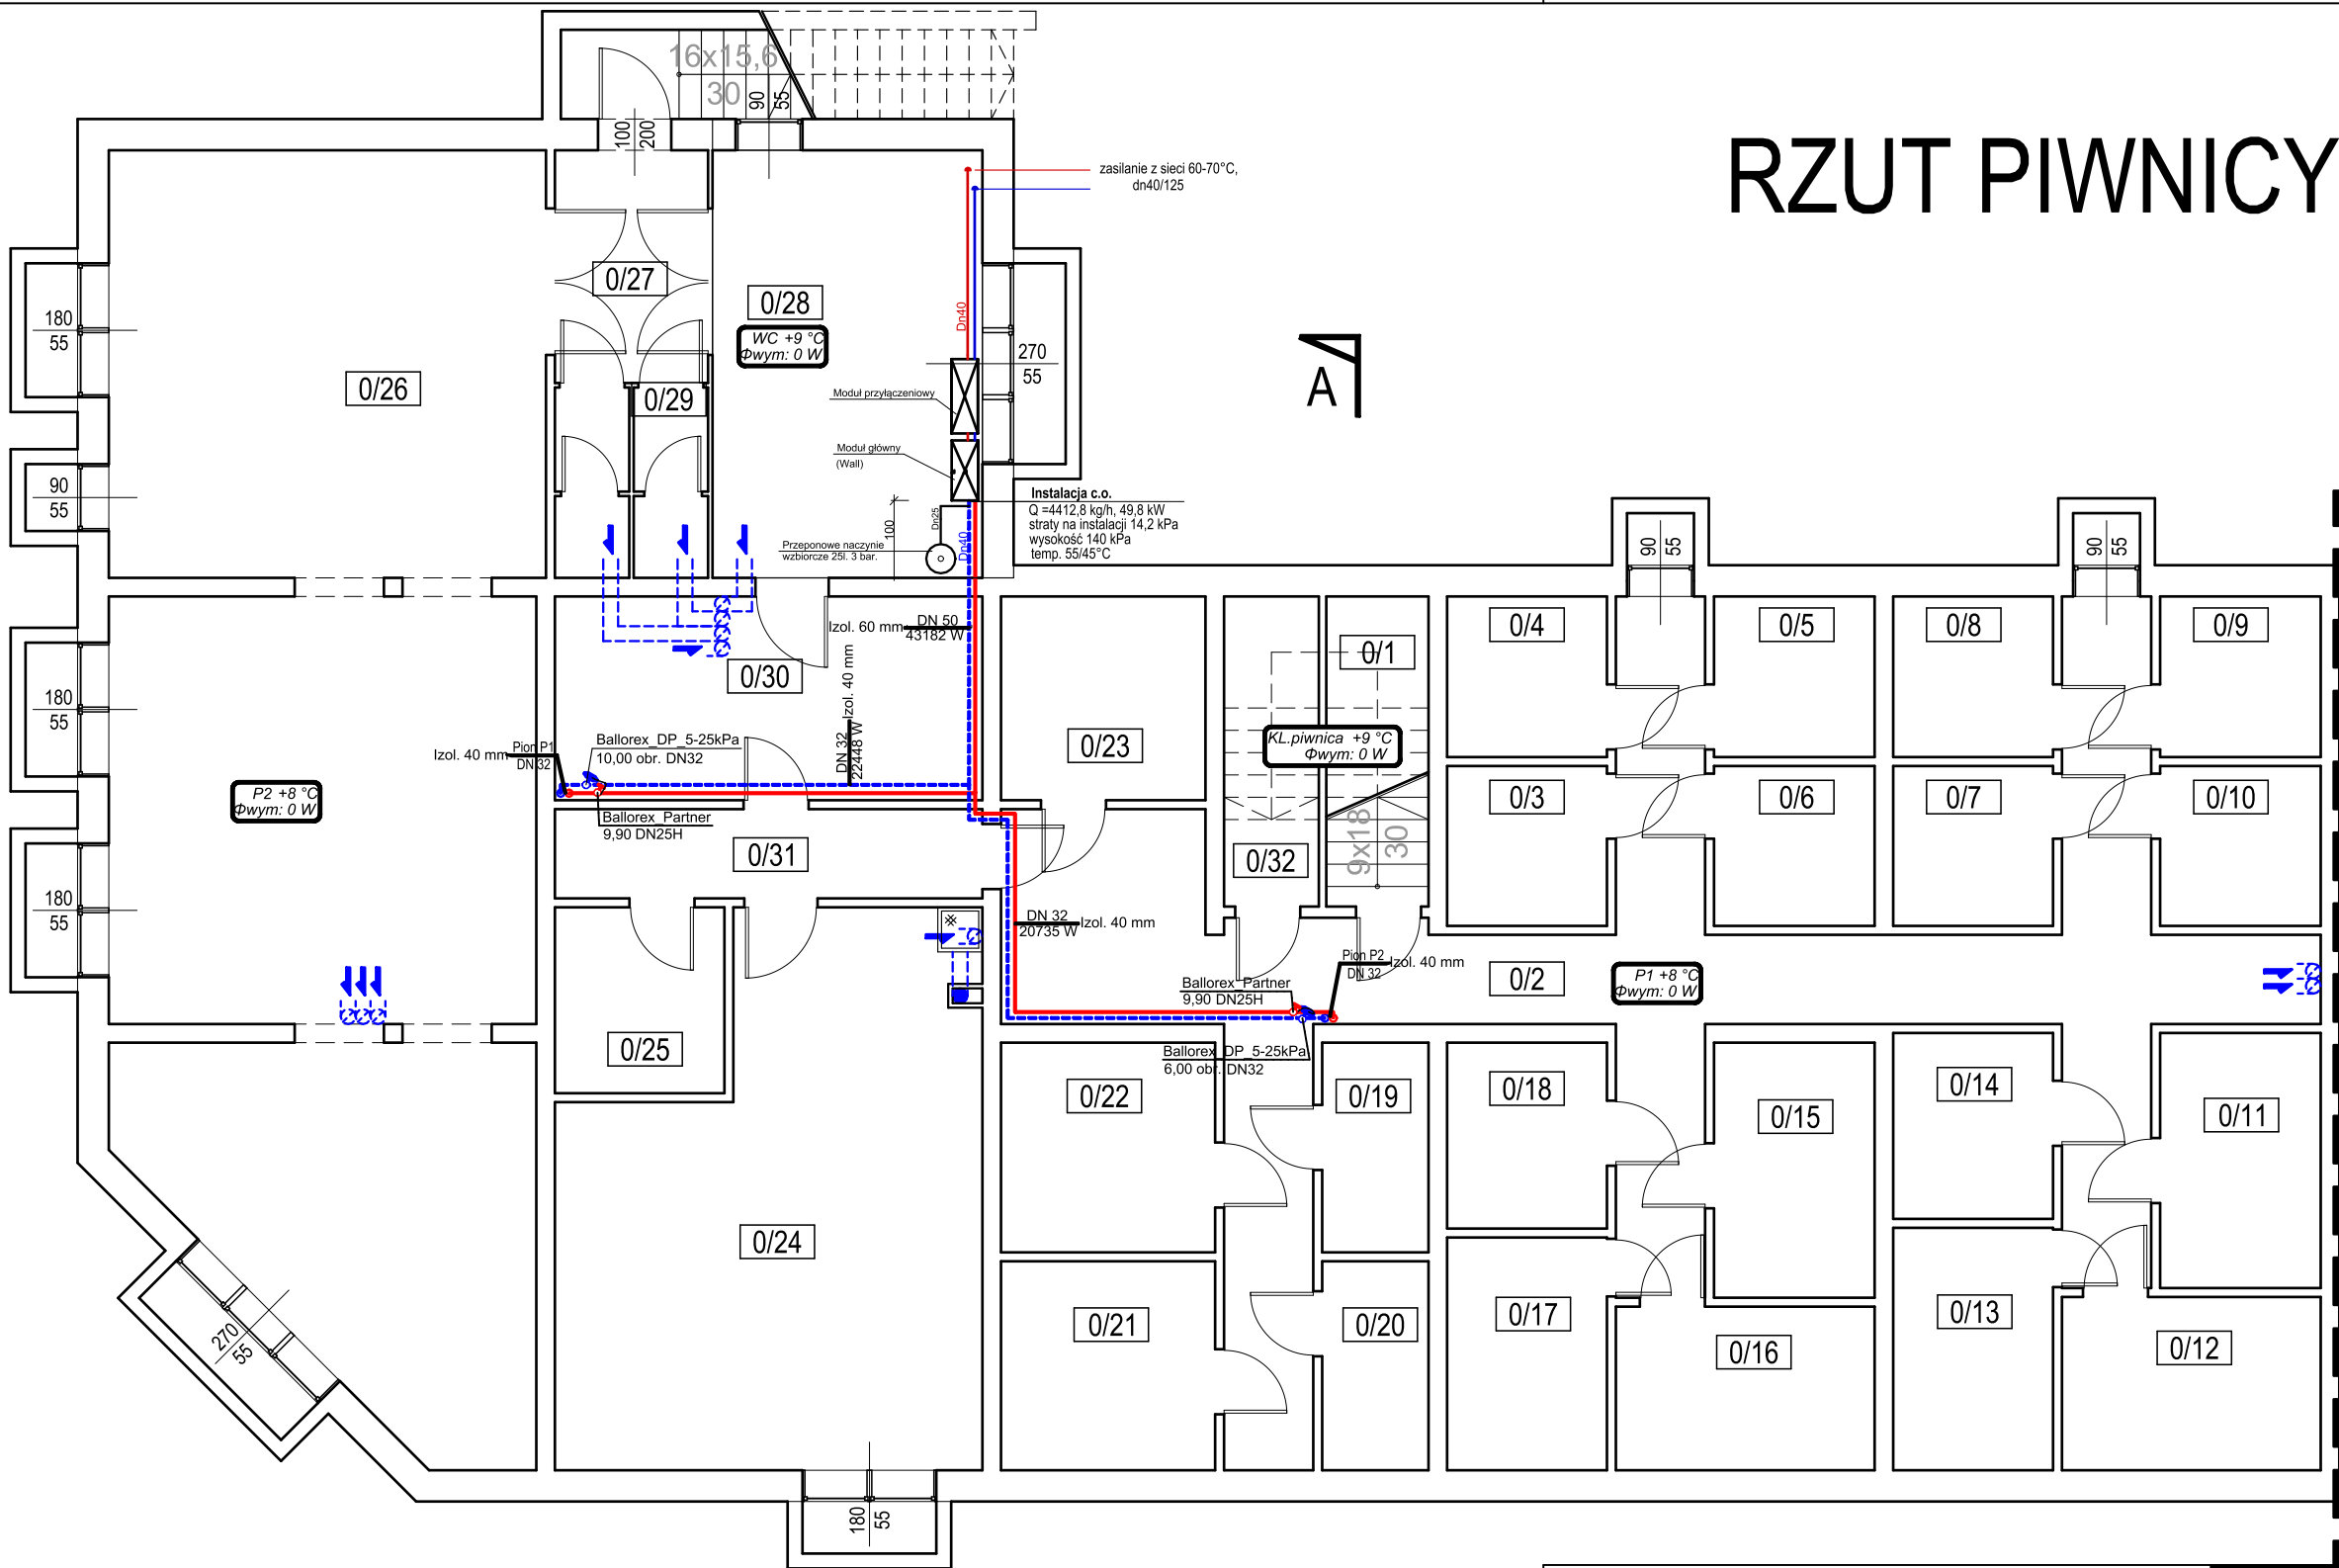 16x15,6
30
90
55
100
200
RZUT PIWNICY
zasilanie z sieci 60-70°C,
dn40/125
0/27
0/28
WC +9 °C
Φwym: 0 W
Dn40
180
55
270
55
A
0/26
0/29
Moduł przyłączeniowy
Moduł główny
(Wall)
90
55
Instalacja c.o.
Q =4412,8 kg/h, 49,8 kW
straty na instalacji 14,2 kPa
wysokość 140 kPa
temp. 55/45°C
100
Dn25
Dn40
Przeponowe naczynie
wzbiorcze 25l. 3 bar.
90
55
90
55
Izol. 60 mm
DN 50
43182 W
0/4
0/5
0/8
0/9
0/1
0/30
Izol. 40 mm
DN 32
22448 W
180
55
0/23
KL.piwnica +9 °C
Φwym: 0 W
Izol. 40 mm
Pion P1
DN 32
Ballorex_DP_5-25kPa
10,00 obr. DN32
P2 +8 °C
Φwym: 0 W
0/3
0/6
0/7
0/10
Ballorex_Partner
9,90 DN25H
9x18
30
0/31
0/32
180
55
DN 32
20735 W
Izol. 40 mm
Pion P2
DN 32
Izol. 40 mm
0/2
P1 +8 °C
Φwym: 0 W
Ballorex_Partner
9,90 DN25H
0/25
Ballorex_DP_5-25kPa
6,00 obr. DN32
0/22
0/19
0/18
0/15
0/14
0/11
0/24
0/21
0/20
0/17
0/16
0/13
0/12
270
55
180
55